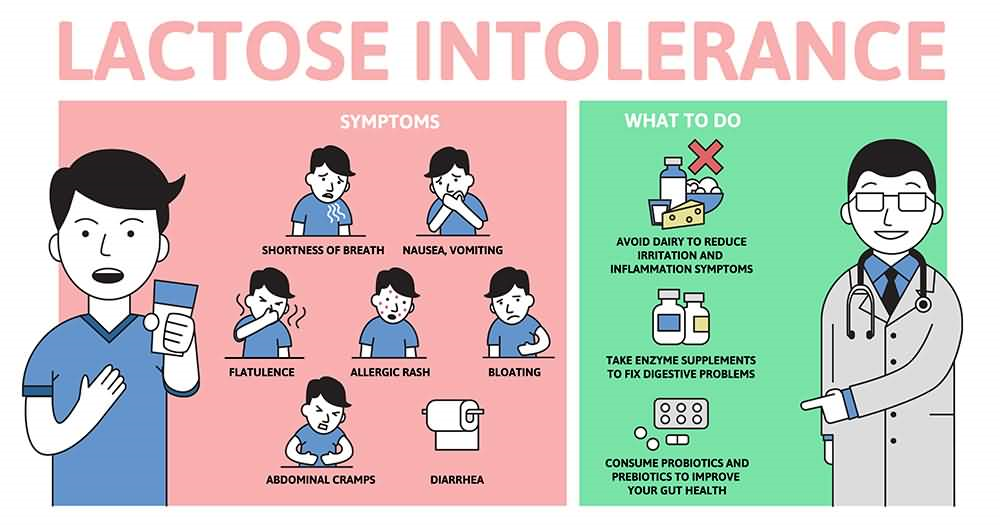 LACTOSE INTOLERANCE
SYMPTOMS
SHORTNESS OF BREATH
NAUSEA, VOMITING
FLATULENCE
ALLERGIC RASH
BLOATING
ABDOMINAL CRAMPS
DIARRHEA
WHAT TO DO
AVOID DAIRY TO REDUCE
IRRITATION AND
INFLAMMATION SYMPTOMS
TAKE ENZYME SUPPLEMENTS
TO FIX DIGESTIVE PROBLEMS
CONSUME PROBIOTICS AND
PREBIOTICS TO IMPROVE
YOUR GUT HEALTH